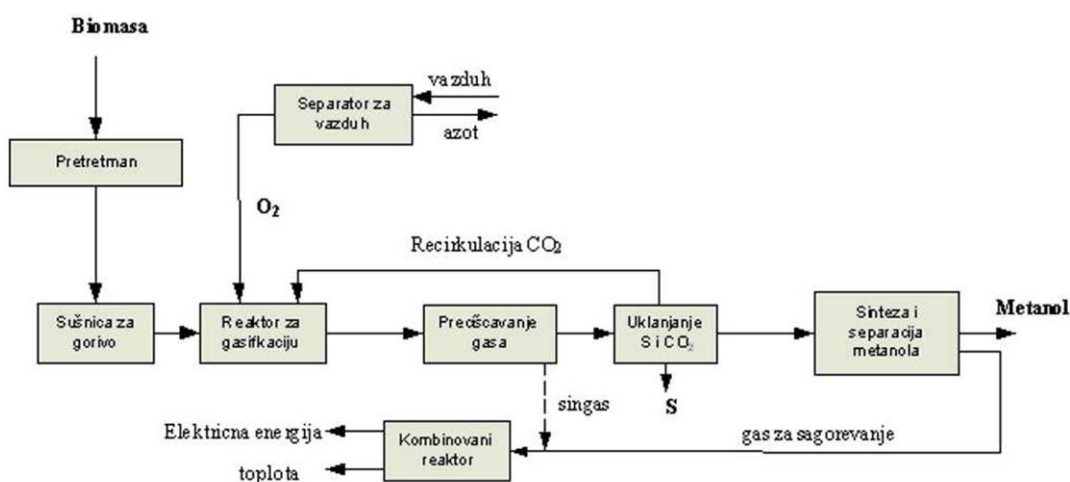 Biomasa
vazduh
Separator za
vazduh
azot
Pretretman
O₂
Recirkulacija CO₂
Sušnica za
gorivo
Reaktor za
gasifkaciju
Prečišcavanje
gasa
Uklanjanje
S i CO₂
Sinteza i
separacija
metanola
Metanol
singas
S
Elektricna energija
Kombinovani
reaktor
gas za sagorevanje
toplota